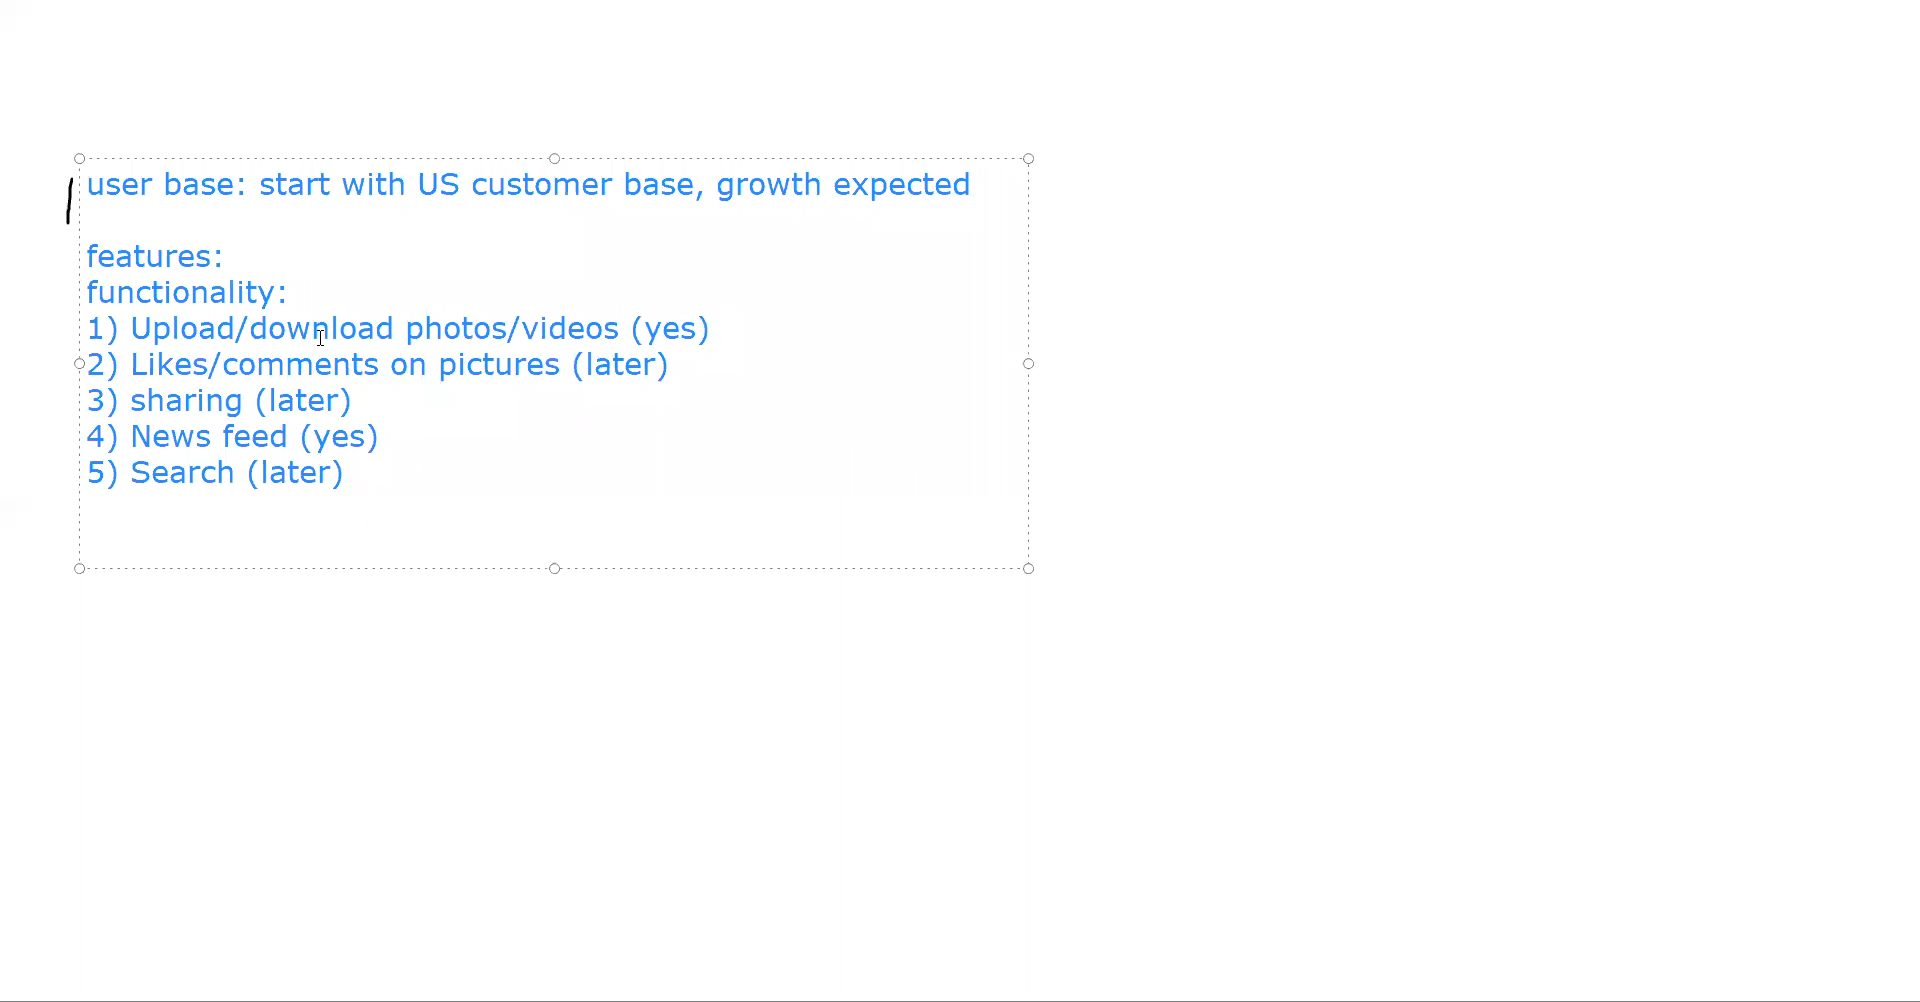 user base: start with US customer base, growth expected
features:
functionality:
1) Upload/download photos/videos (yes)
2) Likes/comments on pictures (later)
3) sharing (later)
4) News feed (yes)
5) Search (later)